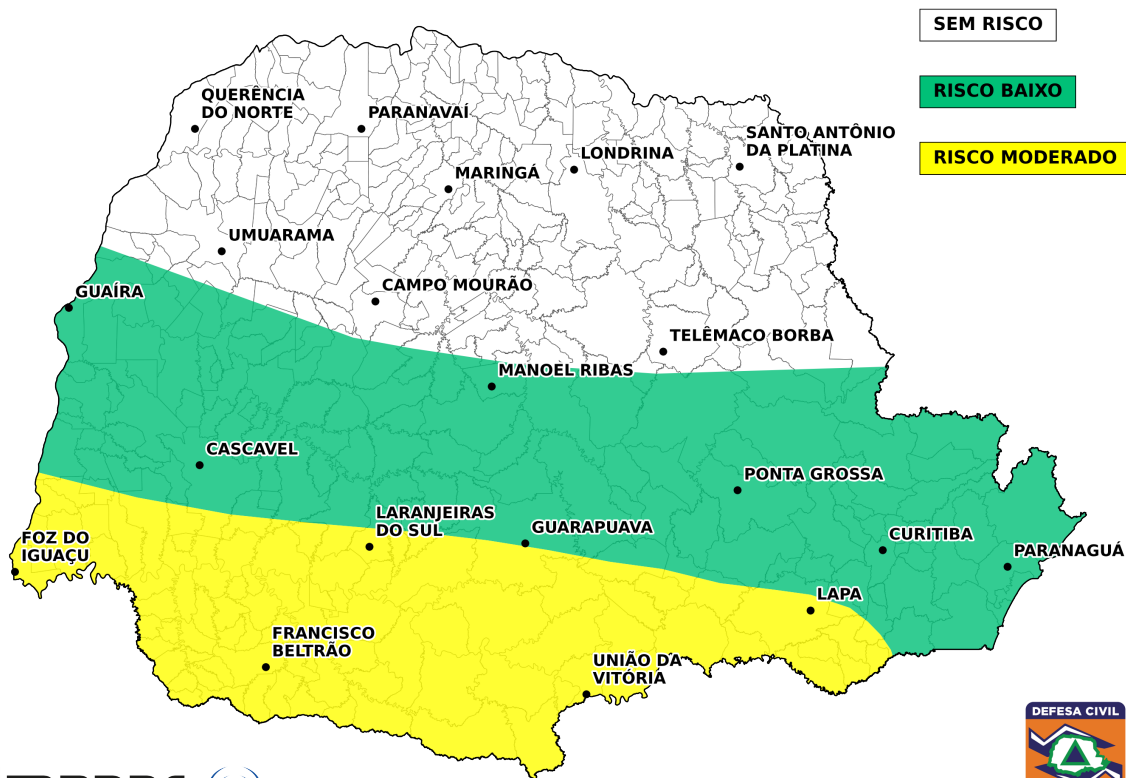 SEM RISCO
RISCO BAIXO
RISCO MODERADO
QUERÊNCIA
DO NORTE
PARANAVAÍ
SANTO ANTÔNIO
DA PLATINA
LONDRINA
MARINGÁ
UMUARAMA
CAMPO MOURÃO
GUAÍRA
TELÊMACO BORBA
MANOEL RIBAS
CASCAVEL
PONTA GROSSA
LARANJEIRAS
DO SUL
GUARAPUAVA
CURITIBA
FOZ DO
IGUAÇU
PARANAGUÁ
LAPA
FRANCISCO
BELTRÃO
UNIÃO DA
VITÓRIA
DEFESA CIVIL